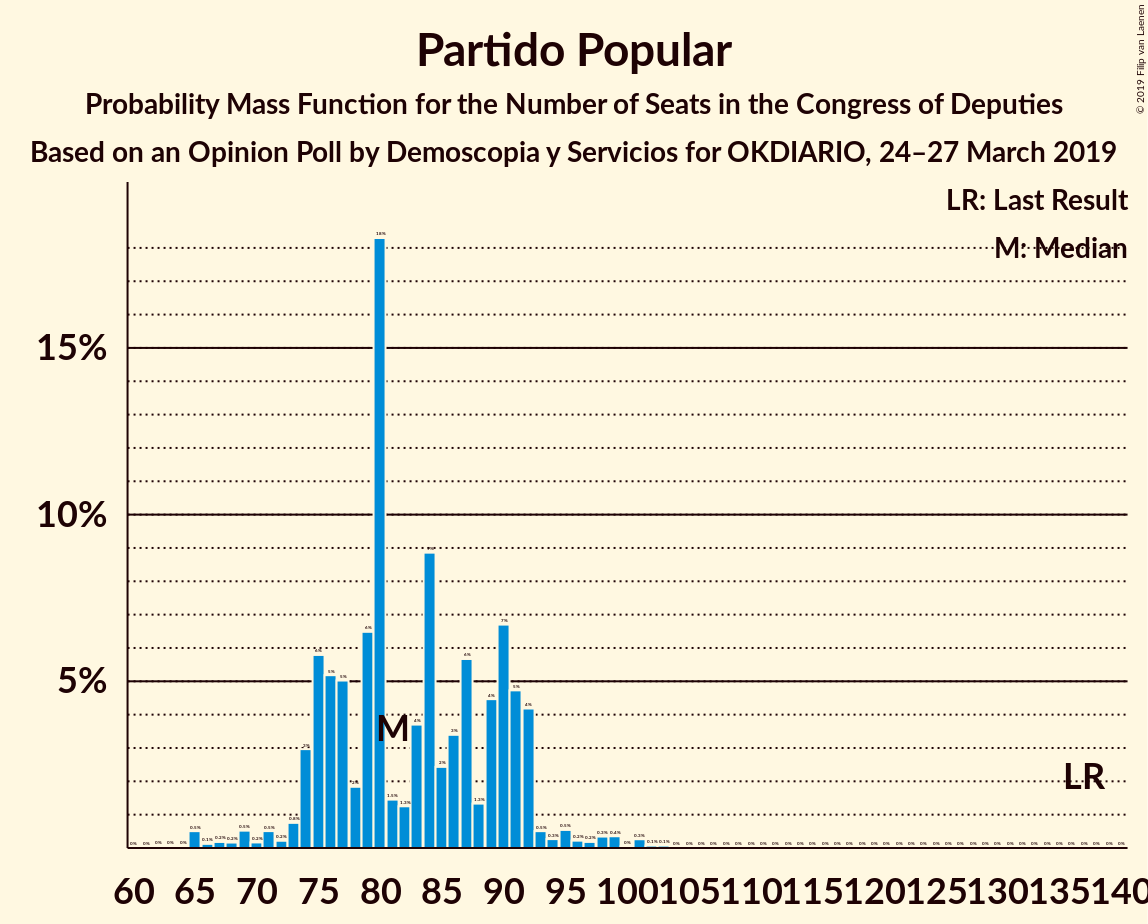 Partido Popular
Probability Mass Function for the Number of Seats in the Congress of Deputies
Based on an Opinion Poll by Demoscopia y Servicios for OKDIARIO, 24–27 March 2019
© 2019 Filip van Laenen
LR: Last Result
M: Median
15%
10%
5%
M
LR
60 65 70 75 80 85 90 95 100 105 110 115 120 125 130 135 140